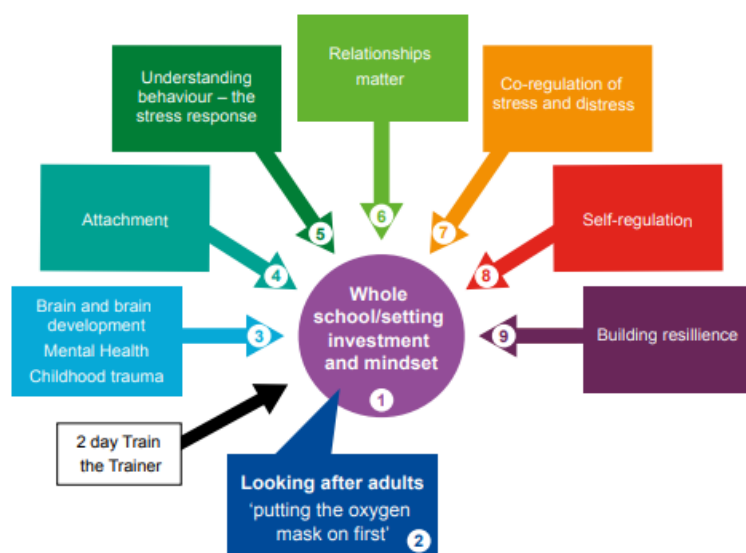 Relationships
matter
Understanding
behaviour – the
stress response
Co-regulation of
stress and distress
Attachment
Self-regulation
5
6
7
4
8
Brain and brain
development
Mental Health
Childhood trauma
3
Whole
school/setting
investment
and mindset
1
9
Building resillience
2 day Train
the Trainer
Looking after adults
‘putting the oxygen
mask on first’
2